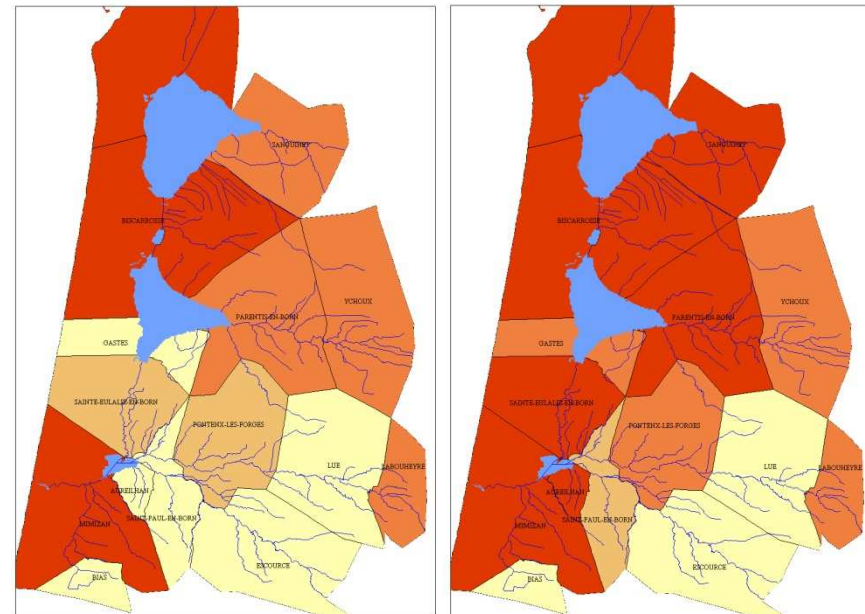 SANGUINET
BISCARROSSE
YCHOUX
PARENTIS-EN-BORN
GASTES
SAINTE-EULALIE-EN-BORN
PONTENX-LES-FORGES
LUE
LABOUHEYRE
AUREILHAN
SAINT-PAUL-EN-BORN
MIMIZAN
ESCOURCE
BIAS
SANGUINET
BISCARROSSE
YCHOUX
PARENTIS-EN-BORN
GASTES
SAINTE-EULALIE-EN-BORN
PONTENX-LES-FORGES
LUE
LABOUHEYRE
AUREILHAN
SAINT-PAUL-EN-BORN
MIMIZAN
ESCOURCE
BIAS